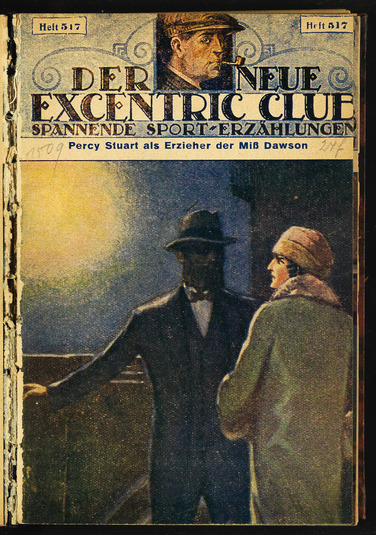 Heft 517
Heft 517
DER NEUE
EXCENTRIC CLUB
SPANNENDE SPORT-ERZÄHLUNGEN
Percy Stuart als Erzieher der Miß Dawson